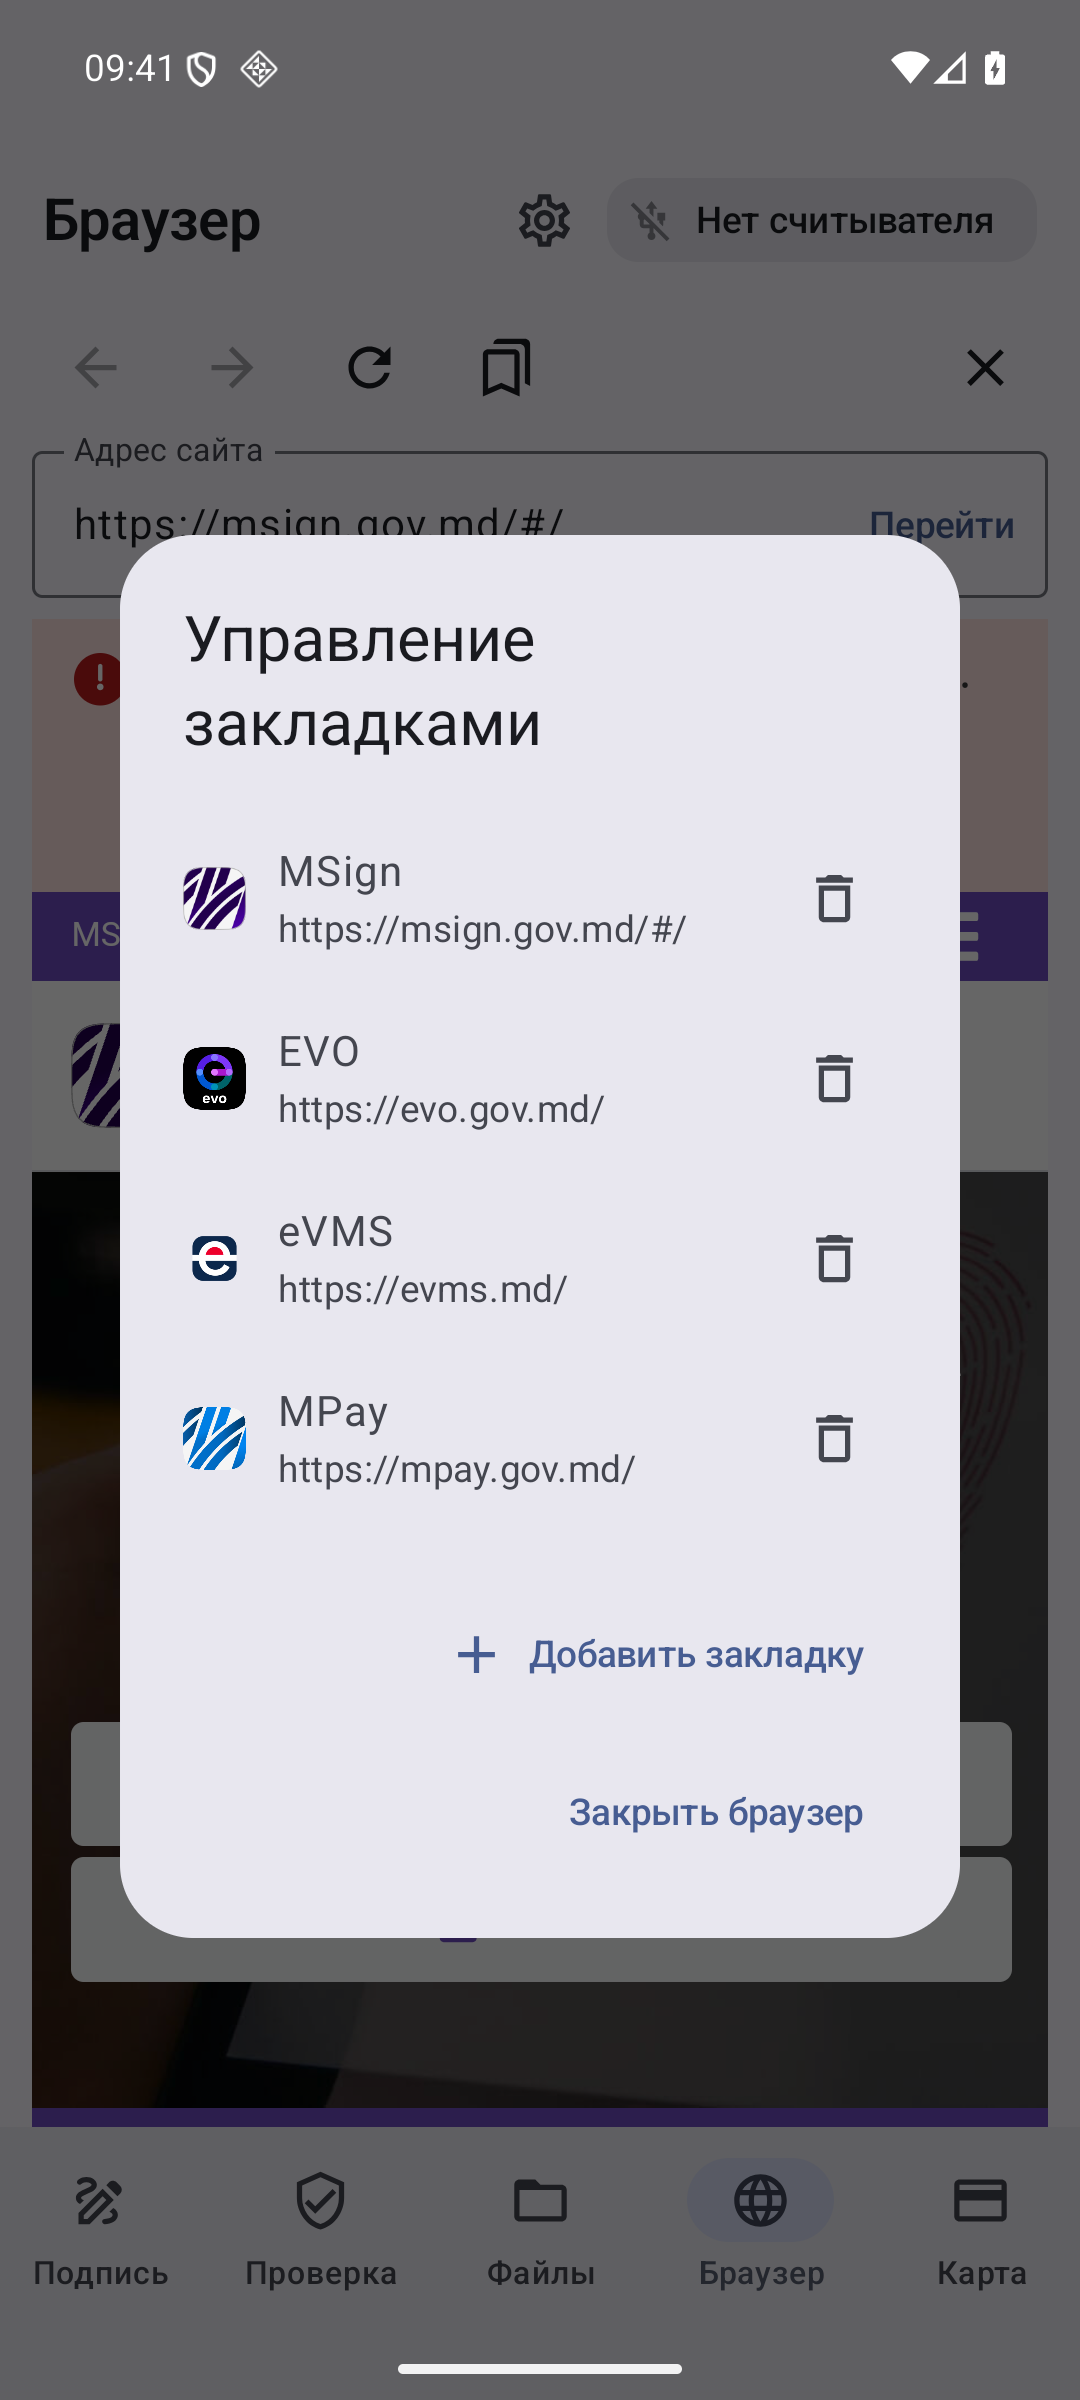 09:41
Браузер
Нет считывателя
Адрес сайта
https://msign.gov.md/#/
Перейти
Управление
закладками
MSign
https://msign.gov.md/#/
EVO
https://evo.gov.md/
evo
eVMS
https://evms.md/
MPay
https://mpay.gov.md/
Добавить закладку
Закрыть браузер
Подпись
Проверка
Файлы
Браузер
Карта